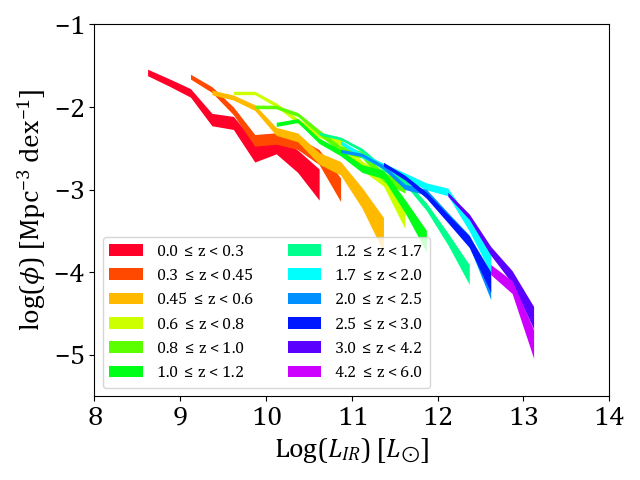 −1
−2
−3
−4
−5
log(ϕ) [Mpc⁻³ dex⁻¹]
0.0 ≤ z < 0.3
0.3 ≤ z < 0.45
0.45 ≤ z < 0.6
0.6 ≤ z < 0.8
0.8 ≤ z < 1.0
1.0 ≤ z < 1.2
1.2 ≤ z < 1.7
1.7 ≤ z < 2.0
2.0 ≤ z < 2.5
2.5 ≤ z < 3.0
3.0 ≤ z < 4.2
4.2 ≤ z < 6.0
8 9 10 11 12 13 14
Log(L_{IR}) [L_⊙]